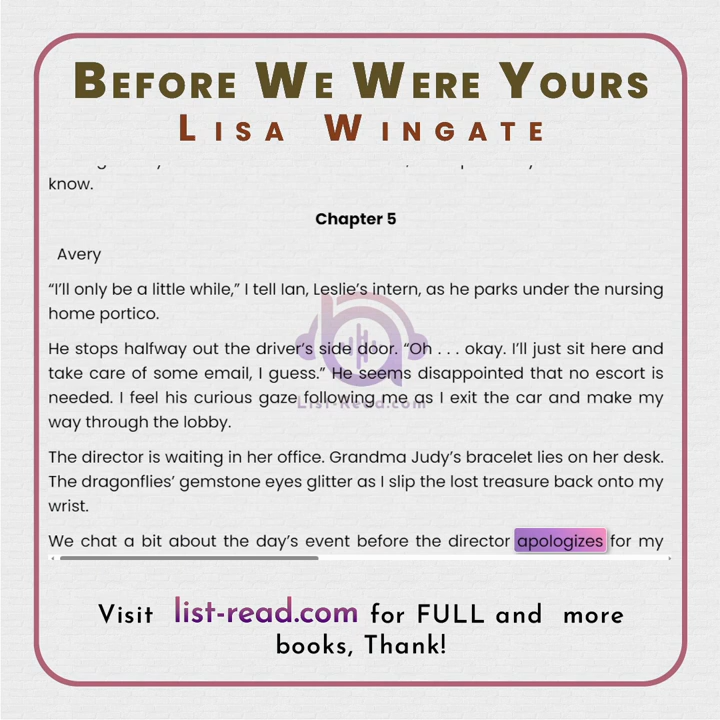 BEFORE WE WERE YOURS
LISA WINGATE
know.
Chapter 5
Avery
“I’ll only be a little while,” I tell Ian, Leslie’s intern, as he parks under the nursing
home portico.
He stops halfway out the driver’s side door. “Oh . . . okay. I’ll just sit here and
take care of some email, I guess.” He seems disappointed that no escort is
needed. I feel his curious gaze following me as I exit the car and make my
way through the lobby.
The director is waiting in her office. Grandma Judy’s bracelet lies on her desk.
The dragonflies’ gemstone eyes glitter as I slip the lost treasure back onto my
wrist.
We chat a bit about the day’s event before the director apologizes for my
List-Read.com
Visit list-read.com for FULL and more
books, Thank!